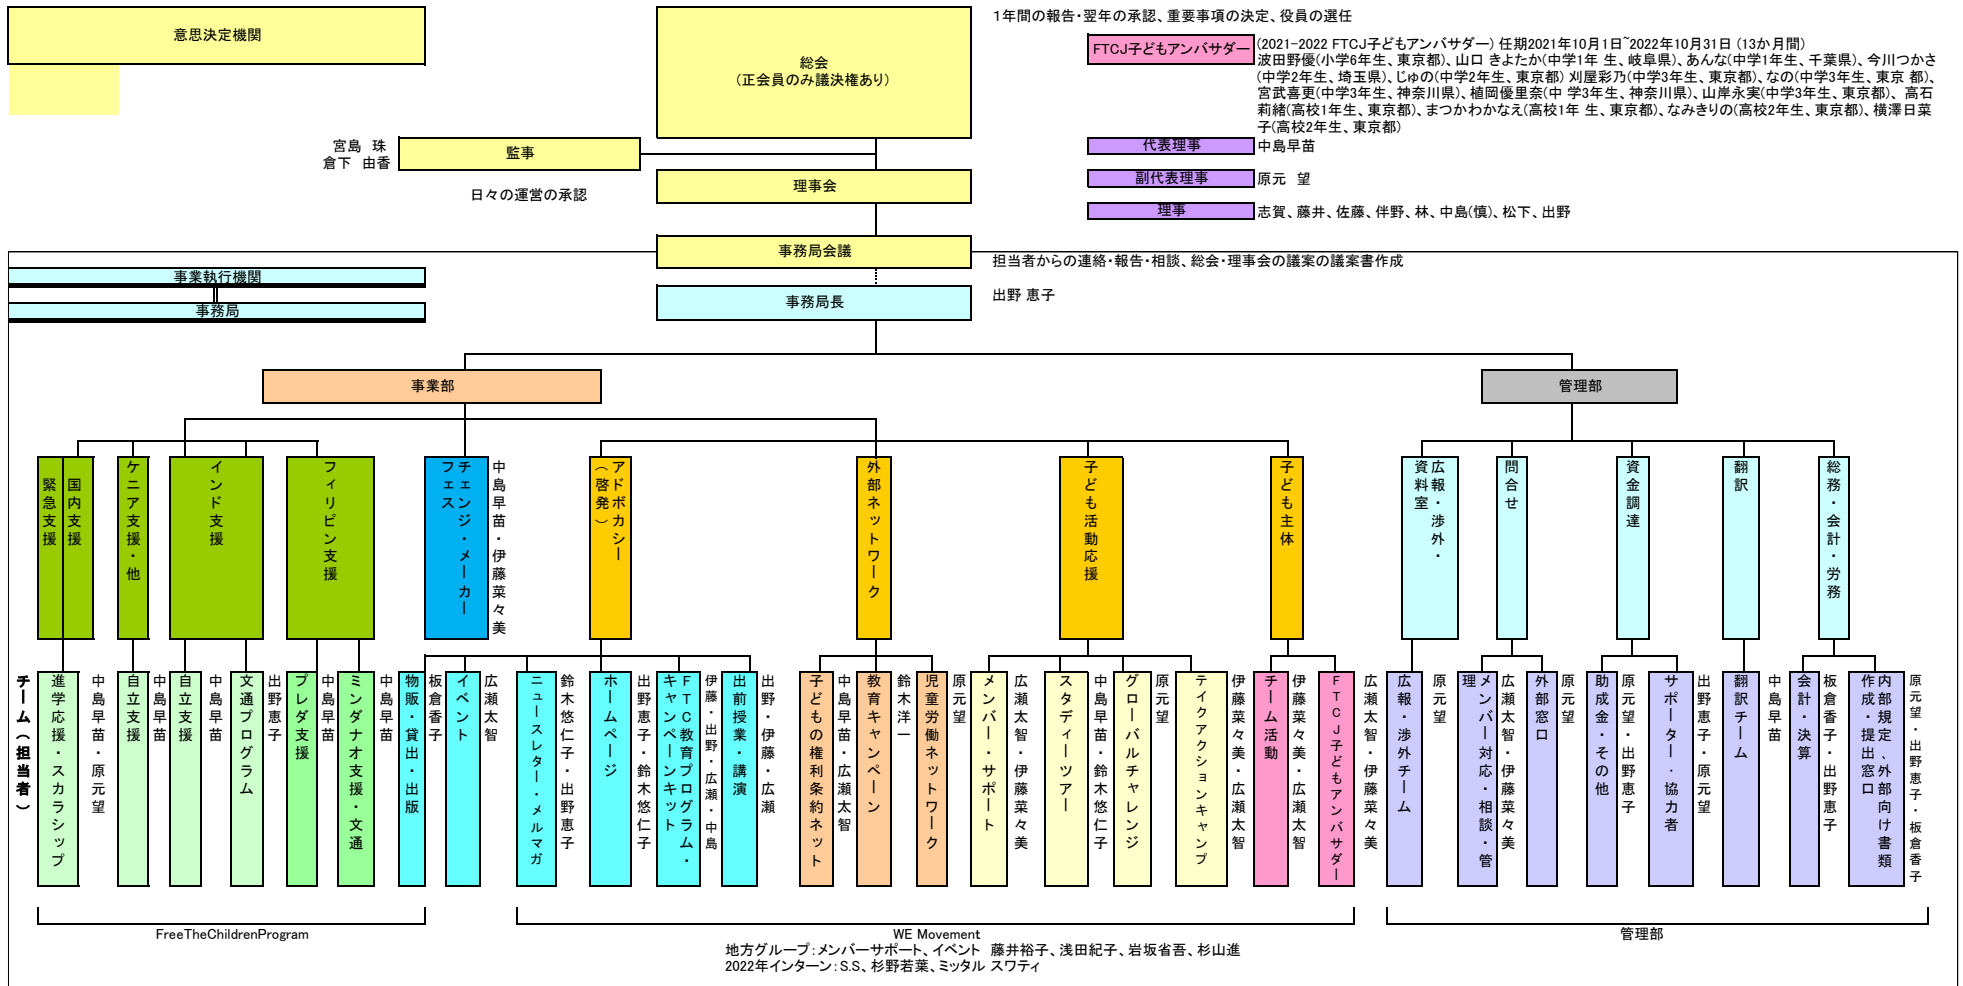 意思決定機関
総会
(正会員のみ議決権あり)
1年間の報告・翌年の承認、重要事項の決定、役員の選任
FTCJ子どもアンバサダー
(2021-2022 FTCJ子どもアンバサダー) 任期2021年10月1日~2022年10月31日 (13か月間)
波田野優(小学6年生、東京都)、山口 きよたか(中学1年 生、岐阜県)、あんな(中学1年生、千葉県)、今川つかさ
(中学2年生、埼玉県)、じゅの(中学2年生、東京都) 刈屋彩乃(中学3年生、東京都)、なの(中学3年生、東京 都)、
宮武喜更(中学3年生、神奈川県)、植岡優里奈(中 学3年生、神奈川県)、山岸永実(中学3年生、東京都)、 高石
莉緒(高校1年生、東京都)、まつかわかなえ(高校1年 生、東京都)、なみきりの(高校2年生、東京都)、横澤日菜
子(高校2年生、東京都)
宮島 珠
倉下 由香
監事
代表理事
中島早苗
日々の運営の承認
理事会
副代表理事
原元 望
理事
志賀、藤井、佐藤、伴野、林、中島(慎)、松下、出野
事務局会議
担当者からの連絡・報告・相談、総会・理事会の議案の議案書作成
事業執行機関
事務局
事務局長
出野 恵子
事業部
管理部
緊急支援
国内支援
ケニア支援・他
インド支援
フィリピン支援
チェンジ・メーカー
フェス
中島早苗・伊藤菜々美
アドボカシー
(啓発)
外部ネットワーク
子ども活動応援
子ども主体
広報・渉外・
資料室
問合せ
資金調達
翻訳
総務・会計・労務
チーム(担当者)
進学応援・スカラシップ
中島早苗・原元望
自立支援
中島早苗
自立支援
中島早苗
文通プログラム
出野恵子
プレダ支援
中島早苗
ミンダナオ支援・文通
中島早苗
物販・貸出・出版
板倉香子
イベント
広瀬太智
ニュースレター・メルマガ
鈴木悠仁子・出野恵子
ホームページ
出野恵子・鈴木悠仁子
FTC教育プログラム・
キャンペーンキット
伊藤・出野・広瀬・中島
出前授業・講演
出野・伊藤・広瀬
子どもの権利条約ネット
中島早苗・広瀬太智
教育キャンペーン
鈴木洋一
児童労働ネットワーク
原元望
メンバー・サポート
広瀬太智・伊藤菜々美
スタディーツアー
中島早苗・鈴木悠仁子
グローバルチャレンジ
原元望
テイクアクションキャンプ
伊藤菜々美・広瀬太智
チーム活動
伊藤菜々美・広瀬太智
FTCJ子どもアンバサダー
広瀬太智・伊藤菜々美
広報・渉外チーム
原元望
メンバー対応・相談・管
理
広瀬太智・伊藤菜々美
外部窓口
原元望
助成金・その他
原元望・出野恵子
サポーター・協力者
出野恵子・原元望
翻訳チーム
中島早苗
会計・決算
板倉香子・出野恵子
内部規定、外部向け書類
作成・提出窓口
原元望・出野恵子・板倉香子
FreeTheChildrenProgram
WE Movement
管理部
地方グループ:メンバーサポート、イベント 藤井裕子、浅田紀子、岩坂省吾、杉山進
2022年インターン:S.S、杉野若葉、ミッタル スワティ